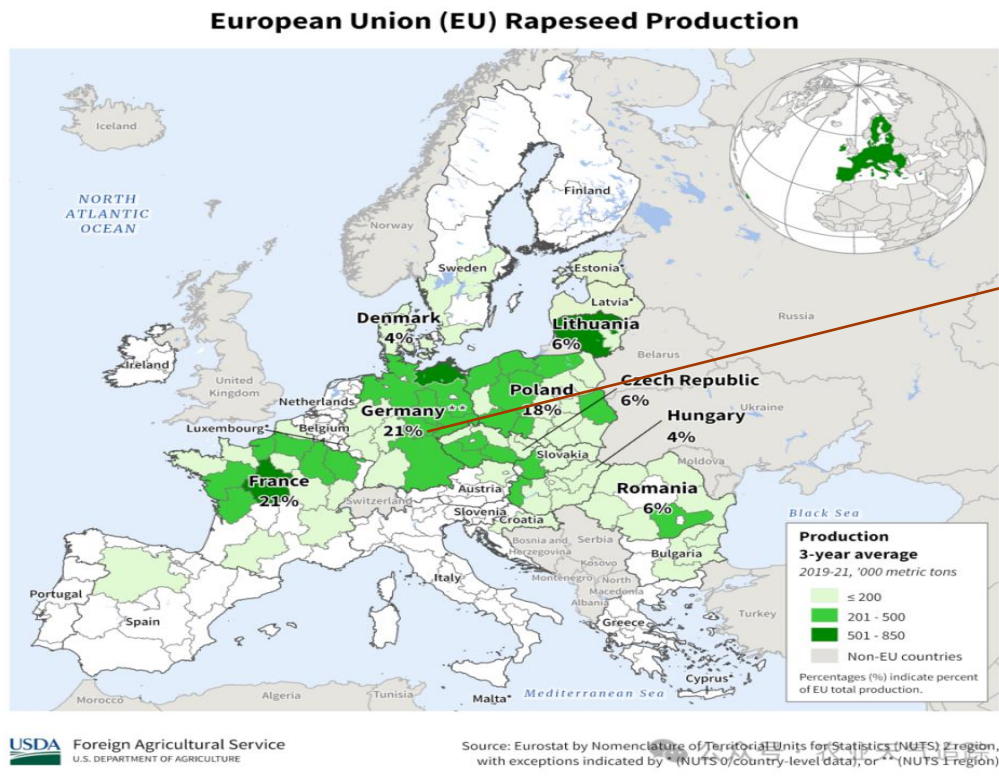 European Union (EU) Rapeseed Production
Iceland
NORTH
ATLANTIC
OCEAN
Norway
Finland
Sweden
Estonia*
Latvia*
Russia
Denmark
4%
Lithuania
6%
Ireland
United
Kingdom
Belarus
Netherlands
Poland
18%
Czech Republic
6%
Germany**
21%
Hungary
4%
Ukraine
Luxembourg*
Belgium
Slovakia
Moldova
France
21%
Switzerland
Austria
Romania
6%
Slovenia
Croatia
Black Sea
Bosnia and
Herzegovina
Serbia
Kosovo
Bulgaria
Montenegro
North
Macedonia
Italy
Albania
Portugal
Spain
Greece
Turkey
Cyprus*
Mediterranean Sea
Malta*
Morocco
Algeria
Tunisia
Production
3-year average
2019-21, '000 metric tons
≤ 200
201 - 500
501 - 850
Non-EU countries
Percentages (%) indicate percent
of EU total production.
USDA
Foreign Agricultural Service
U.S. DEPARTMENT OF AGRICULTURE
Source: Eurostat by Nomenclature of Territorial Units for Statistics (NUTS) 2 region,
with exceptions indicated by * (NUTS 0/country-level data), or ** (NUTS 1 region)
公众号